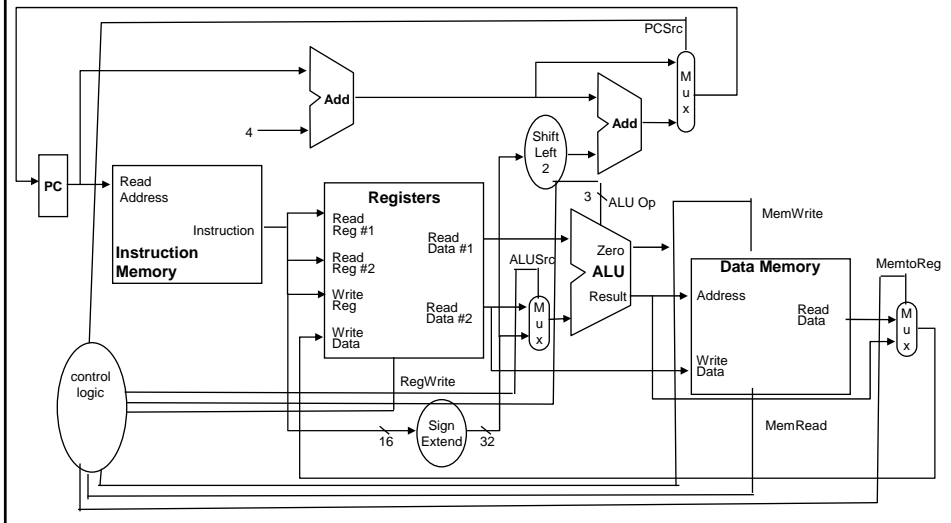 PCSrc
M
u
x
Add
Add
4
Shift
Left
2
PC
Read
Address
Instruction
Instruction
Memory
Registers
Read
Reg #1
Read
Reg #2
Write
Reg
Write
Data
Read
Data #1
Read
Data #2
ALUSrc
M
u
x
3
ALU Op
Zero
ALU
Result
MemWrite
Data Memory
Address
Read
Data
Write
Data
MemtoReg
M
u
x
control
logic
RegWrite
16
Sign
Extend
32
MemRead